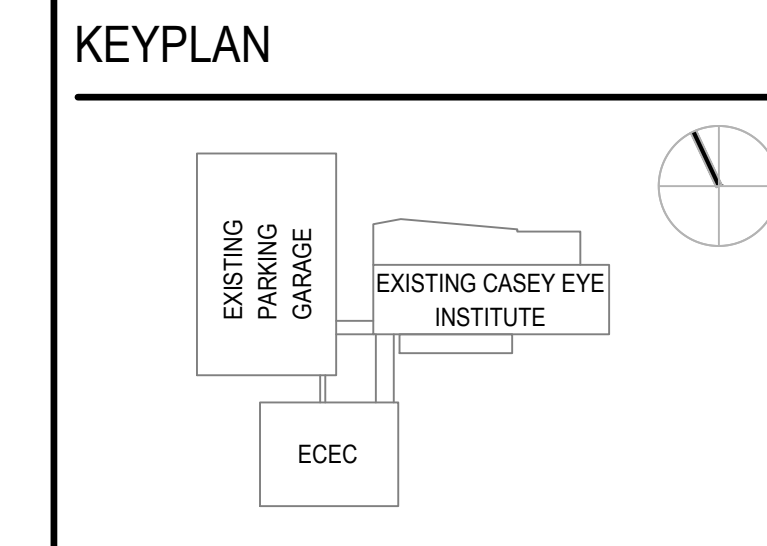 KEYPLAN
EXISTING
PARKING
GARAGE
EXISTING CASEY EYE
INSTITUTE
ECEC